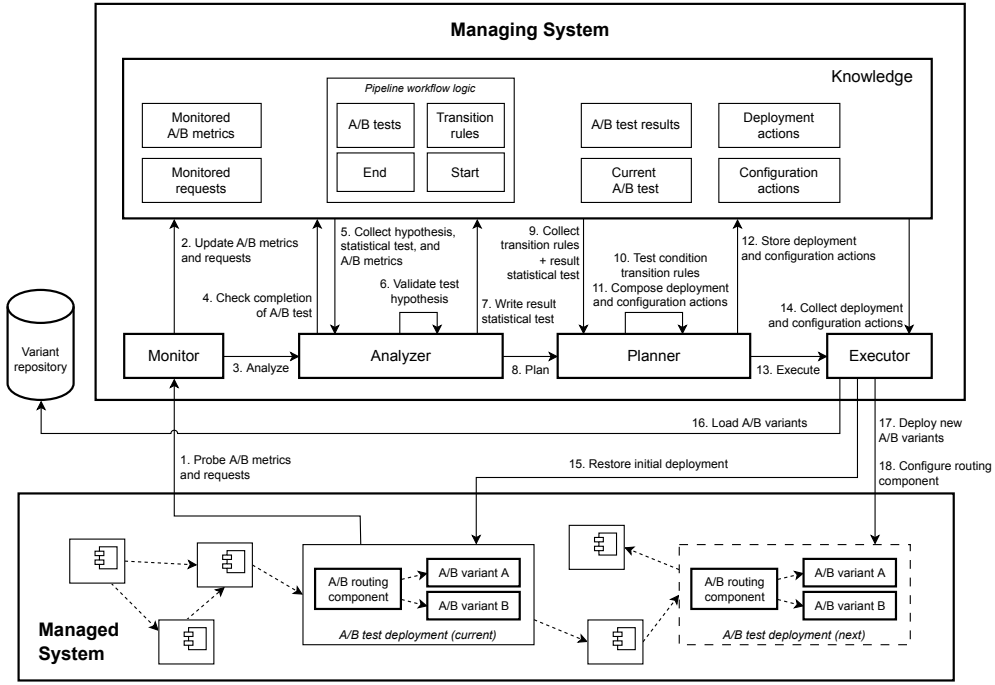 Managing System
Knowledge
Monitored
A/B metrics
Monitored
requests
Pipeline workflow logic
A/B tests
Transition
rules
End
Start
A/B test results
Current
A/B test
Deployment
actions
Configuration
actions
2. Update A/B metrics
and requests
4. Check completion
of A/B test
5. Collect hypothesis,
statistical test, and
A/B metrics
6. Validate test
hypothesis
7. Write result
statistical test
9. Collect
transition rules
+ result
statistical test
10. Test condition
transition rules
11. Compose deployment
and configuration actions
12. Store deployment
and configuration actions
14. Collect deployment
and configuration actions
Variant
repository
Monitor
3. Analyze
Analyzer
8. Plan
Planner
13. Execute
Executor
16. Load A/B variants
17. Deploy new
A/B variants
1. Probe A/B metrics
and requests
15. Restore initial deployment
18. Configure routing
component
A/B routing
component
A/B variant A
A/B variant B
A/B test deployment (current)
A/B routing
component
A/B variant A
A/B variant B
A/B test deployment (next)
Managed
System